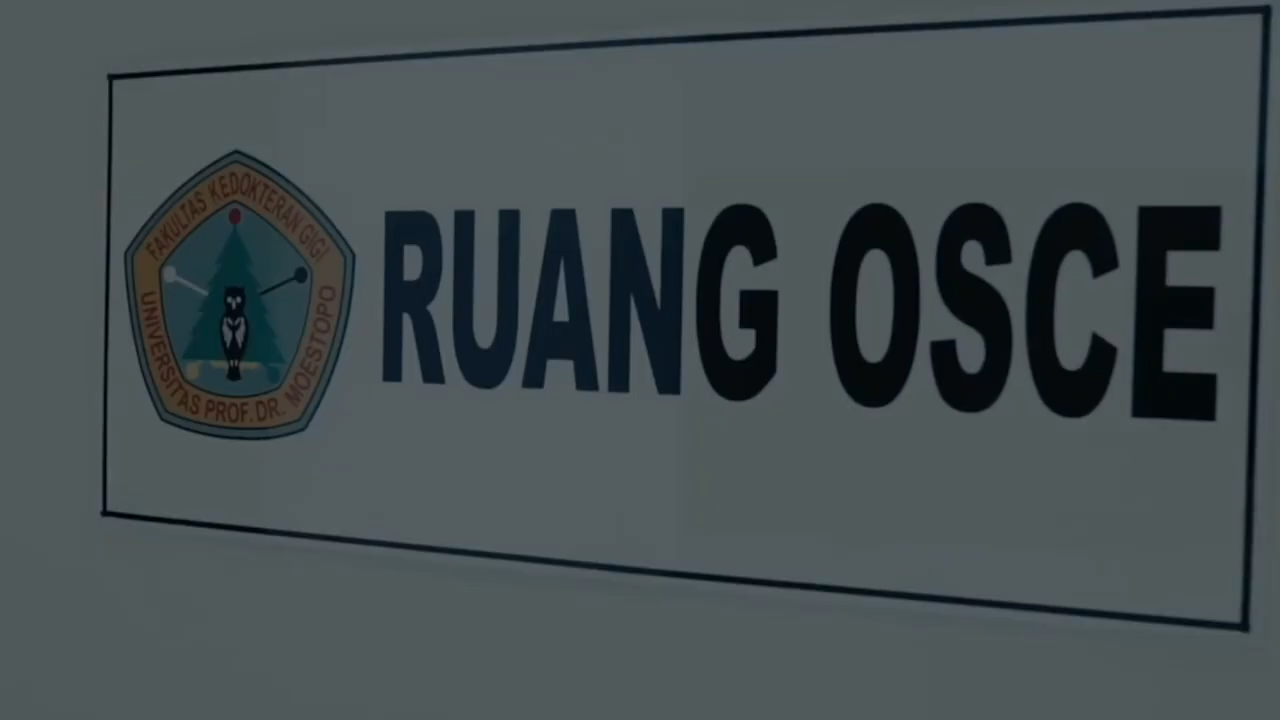 FAKULTAS KEDOKTERAN GIGI
UNIVERSITAS PROF. DR. MOESTOPO
RUANG OSCE